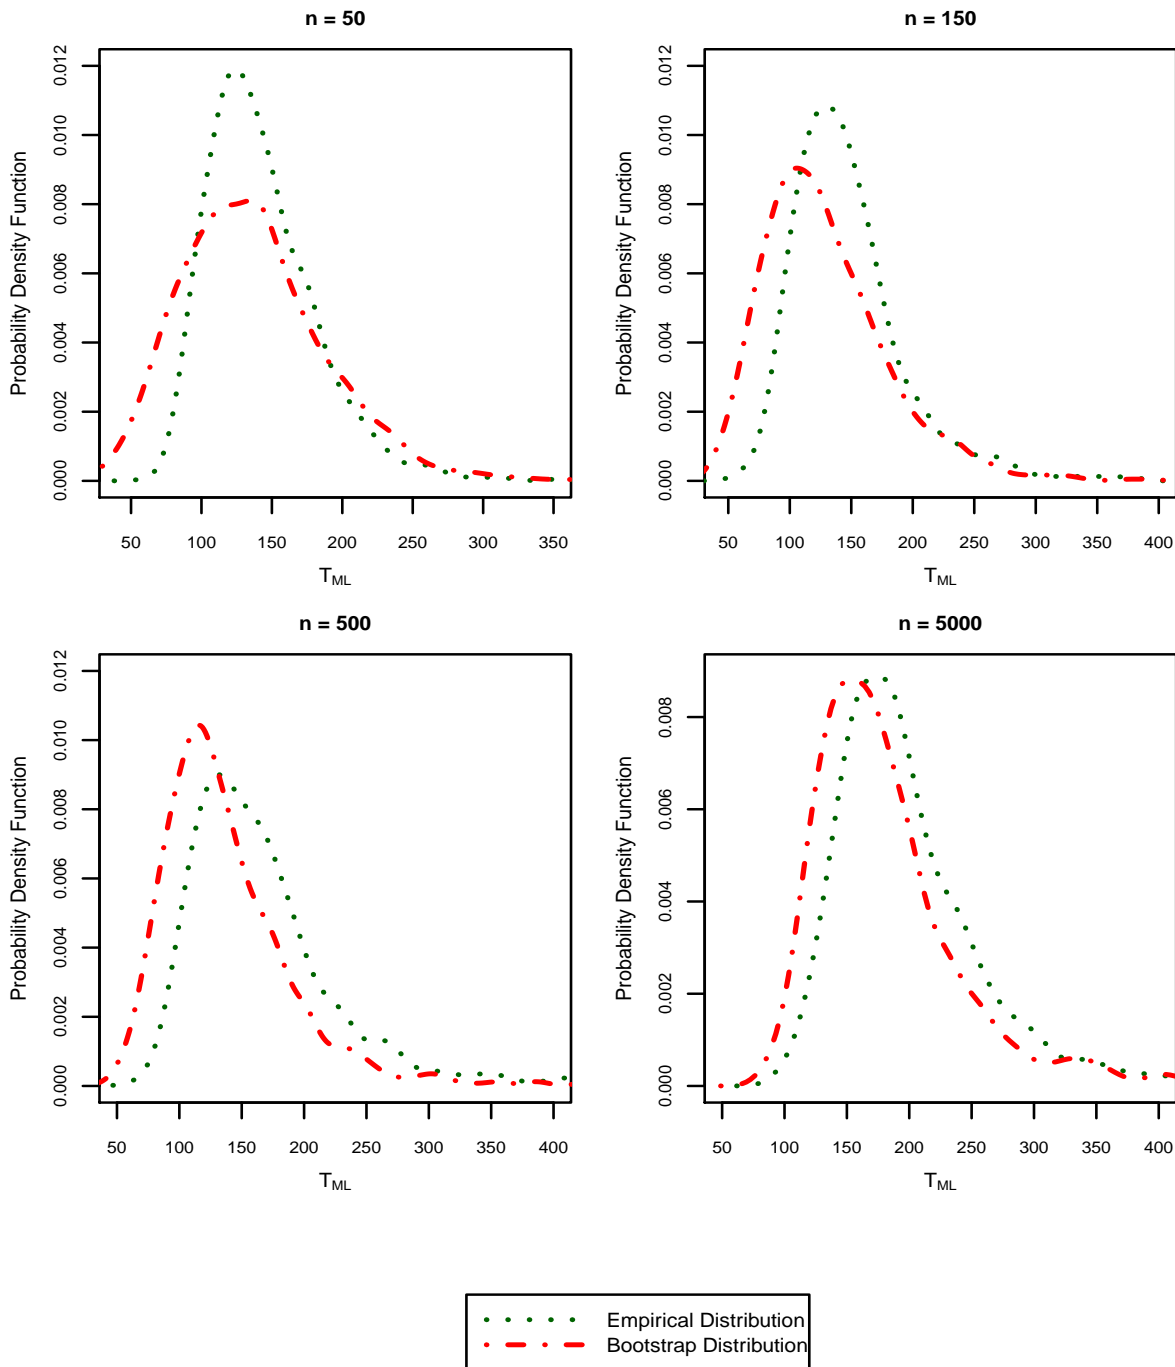 n = 50
Probability Density Function
0.000 0.002 0.004 0.006 0.008 0.010 0.012
50 100 150 200 250 300 350
T_ML
n = 150
Probability Density Function
0.000 0.002 0.004 0.006 0.008 0.010 0.012
50 100 150 200 250 300 350 400
T_ML
n = 500
Probability Density Function
0.000 0.002 0.004 0.006 0.008 0.010 0.012
50 100 150 200 250 300 350 400
T_ML
n = 5000
Probability Density Function
0.000 0.002 0.004 0.006 0.008
50 100 150 200 250 300 350 400
T_ML
Empirical Distribution
Bootstrap Distribution